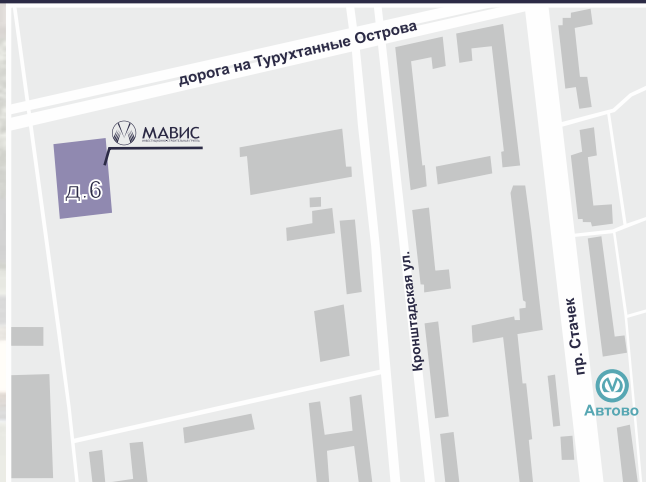 дорога на Турухтанные Острова
МАВИС
д.6
Кронштадская ул.
пр. Стачек
Автово